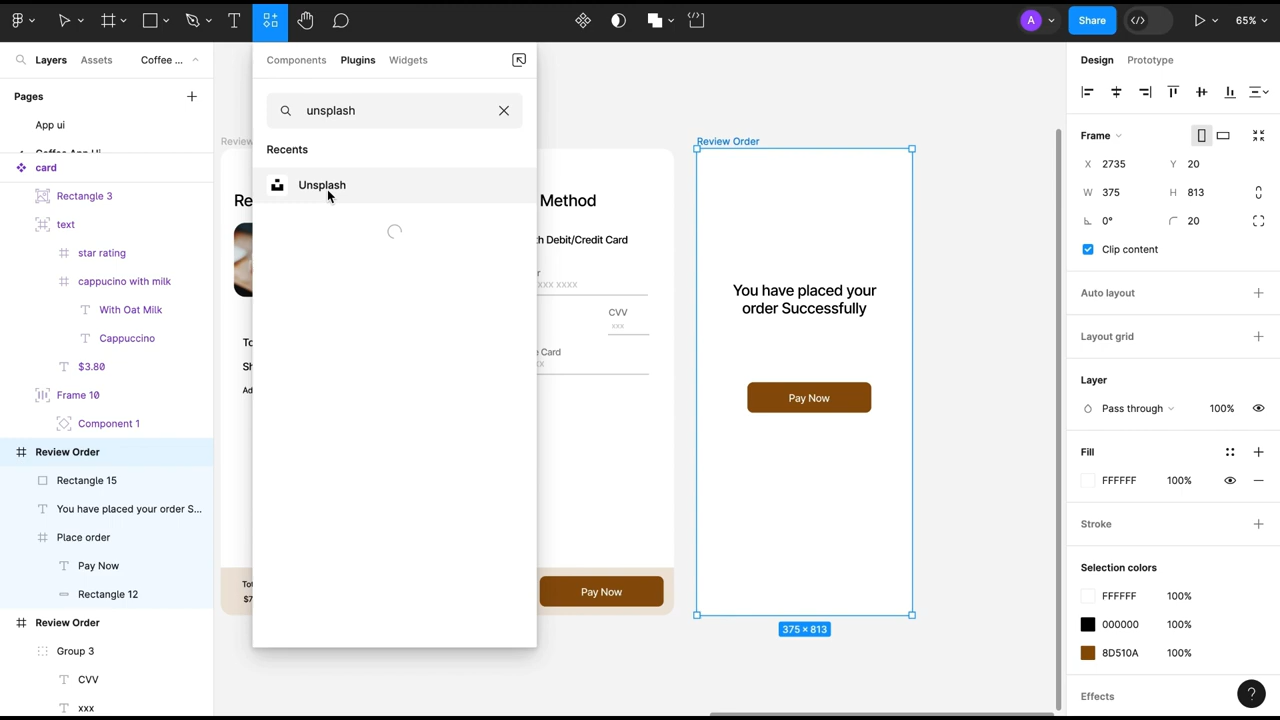 A
Share
65%
Layers
Assets
Coffee ...
Pages
App ui
card
Rectangle 3
text
star rating
cappucino with milk
With Oat Milk
Cappuccino
$3.80
Frame 10
Component 1
Review Order
Rectangle 15
You have placed your order S...
Place order
Pay Now
Rectangle 12
Review Order
Group 3
CVV
xxx
Components
Plugins
Widgets
unsplash
Recents
Unsplash
Review
Re
To
Sh
Ad
Tot
$7
Method
h Debit/Credit Card
r
XXX XXXX
CVV
xxx
e Card
XX
Pay Now
Review Order
You have placed your
order Successfully
Pay Now
375 × 813
Design
Prototype
Frame
X 2735
Y 20
W 375
H 813
0°
20
Clip content
Auto layout
Layout grid
Layer
Pass through
100%
Fill
FFFFFF
100%
Stroke
Selection colors
FFFFFF
100%
000000
100%
8D510A
100%
Effects
?